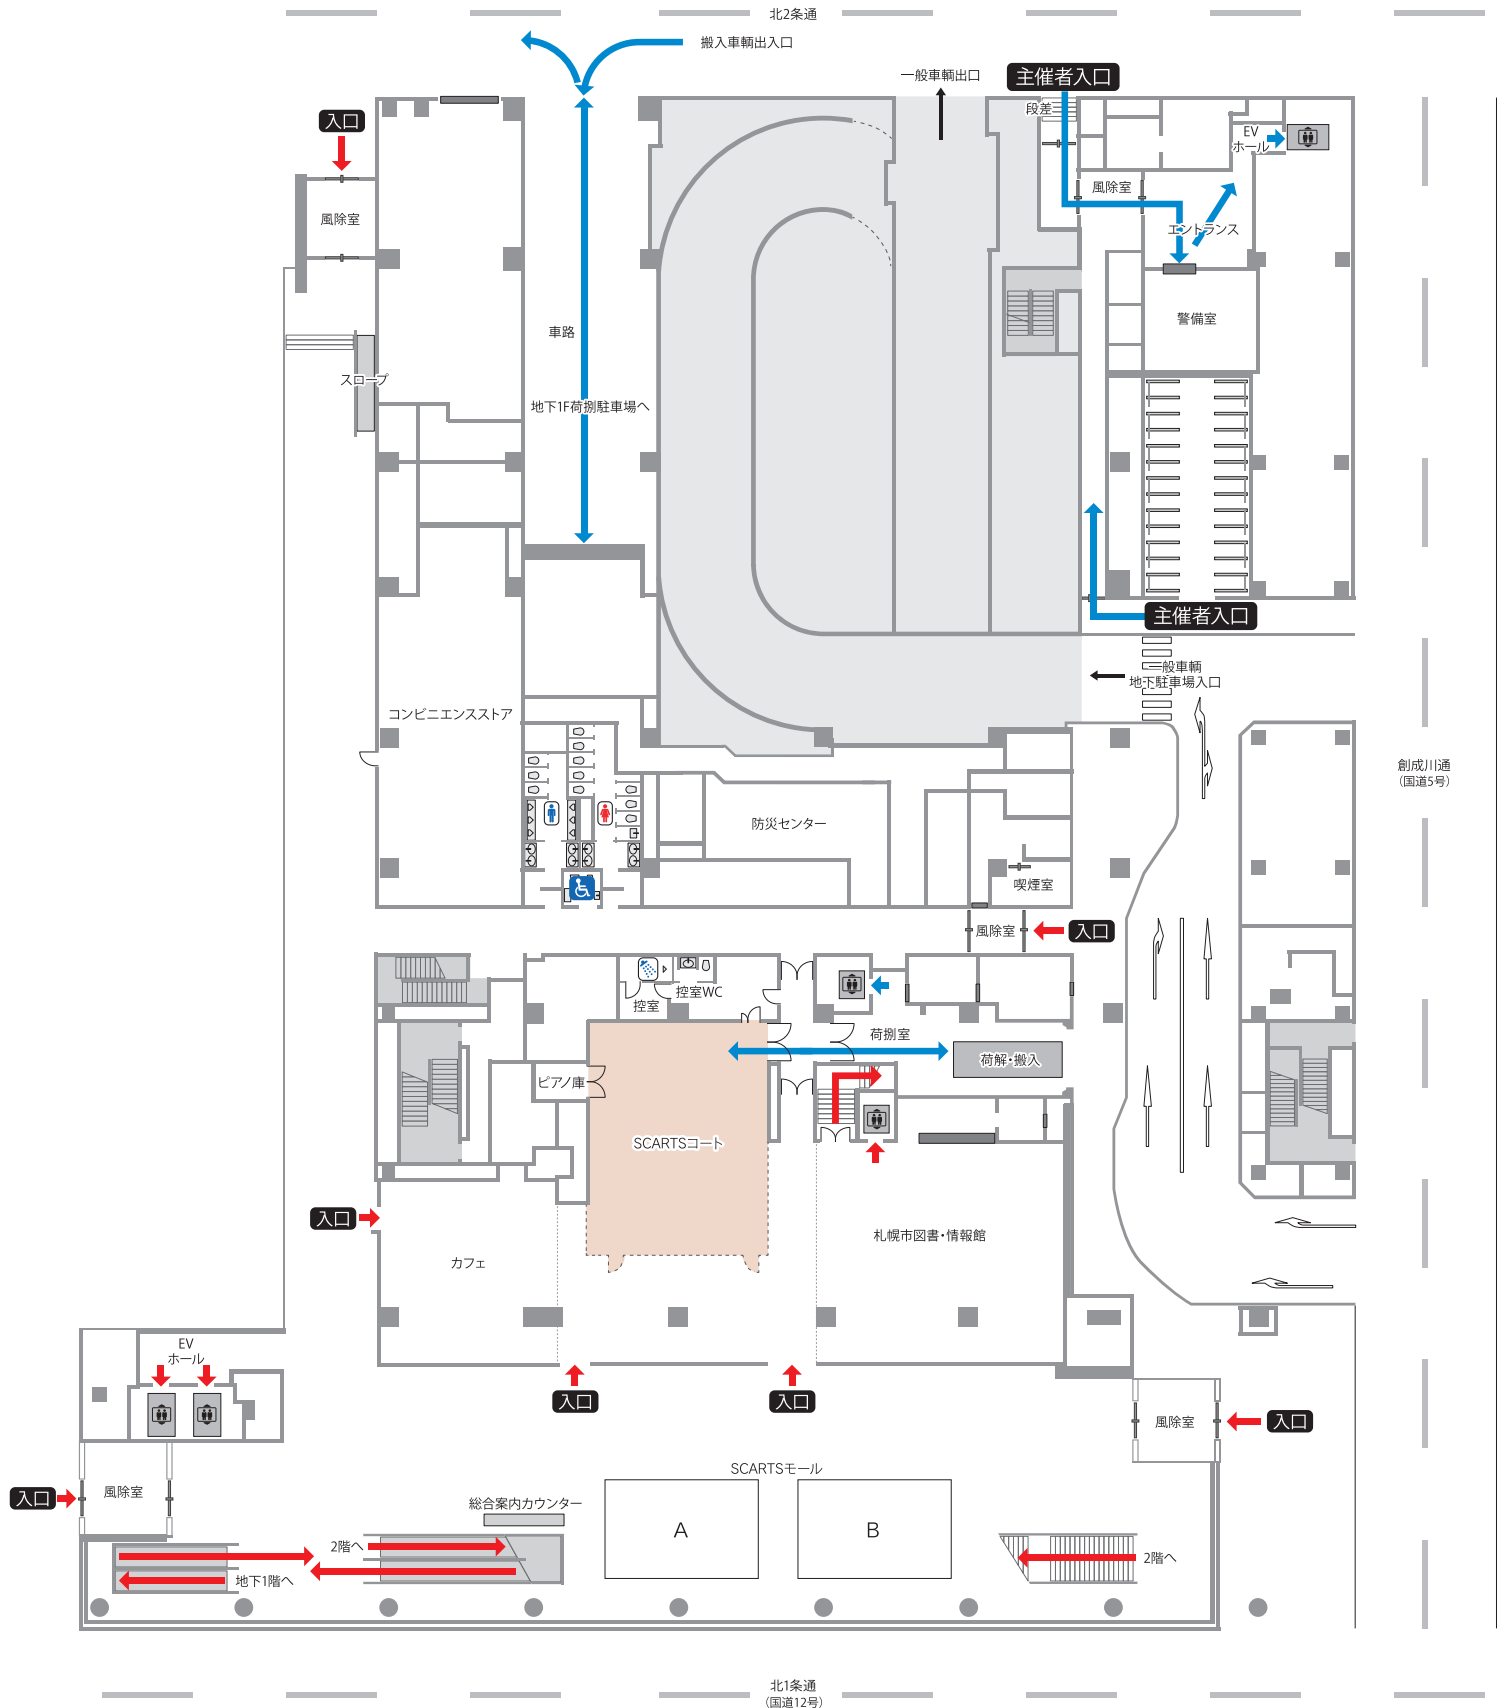 北2条通
搬入車輌出入口
一般車輌出口
主催者入口
段差
入口
EV
ホール
風除室
風除室
エントランス
警備室
車路
スロープ
地下1F荷捌駐車場へ
主催者入口
一般車輌
地下駐車場入口
コンビニエンスストア
創成川通
(国道5号)
防災センター
喫煙室
風除室
入口
控室
控室WC
荷捌室
荷解・搬入
ピアノ庫
SCARTSコート
入口
札幌市図書・情報館
カフェ
EV
ホール
入口
入口
風除室
入口
SCARTSモール
入口
風除室
総合案内カウンター
A
B
2階へ
2階へ
地下1階へ
北1条通
(国道12号)